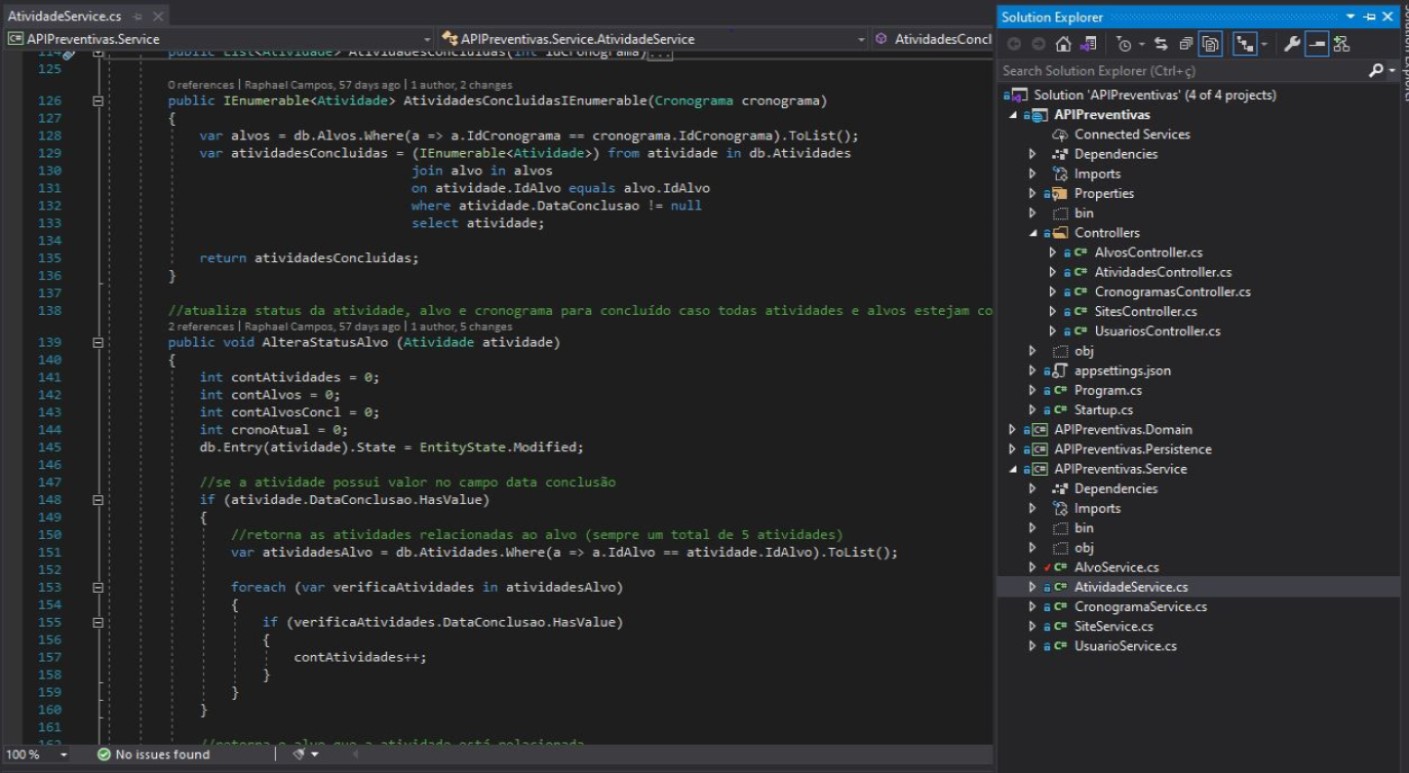 AtividadeService.cs
APIPreventivas.Service
APIPreventivas.Service.AtividadeService
AtividadesConcl
114 public List<Atividade> AtividadesConcluidas(int idCronograma)...
125
0 references | Raphael Campos, 57 days ago | 1 author, 2 changes
126 public IEnumerable<Atividade> AtividadesConcluidasIEnumerable(Cronograma cronograma)
127 {
128 var alvos = db.Alvos.Where(a => a.IdCronograma == cronograma.IdCronograma).ToList();
129 var atividadesConcluidas = (IEnumerable<Atividade>) from atividade in db.Atividades
130 join alvo in alvos
131 on atividade.IdAlvo equals alvo.IdAlvo
132 where atividade.DataConclusao != null
133 select atividade;
134
135 return atividadesConcluidas;
136 }
137
138 //atualiza status da atividade, alvo e cronograma para concluído caso todas atividades e alvos estejam co
2 references | Raphael Campos, 57 days ago | 1 author, 5 changes
139 public void AlteraStatusAlvo (Atividade atividade)
140 {
141 int contAtividades = 0;
142 int contAlvos = 0;
143 int contAlvosConcl = 0;
144 int cronoAtual = 0;
145 db.Entry(atividade).State = EntityState.Modified;
146
147 //se a atividade possui valor no campo data conclusão
148 if (atividade.DataConclusao.HasValue)
149 {
150 //retorna as atividades relacionadas ao alvo (sempre um total de 5 atividades)
151 var atividadesAlvo = db.Atividades.Where(a => a.IdAlvo == atividade.IdAlvo).ToList();
152
153 foreach (var verificaAtividades in atividadesAlvo)
154 {
155 if (verificaAtividades.DataConclusao.HasValue)
156 {
157 contAtividades++;
158 }
159 }
160 }
161
162 //retorna o alvo que a atividade está relacionada
100 %
No issues found
Solution Explorer
Search Solution Explorer (Ctrl+ç)
Solution 'APIPreventivas' (4 of 4 projects)
APIPreventivas
Connected Services
Dependencies
Imports
Properties
bin
Controllers
C# AlvosController.cs
C# AtividadesController.cs
C# CronogramasController.cs
C# SitesController.cs
C# UsuariosController.cs
obj
appsettings.json
C# Program.cs
C# Startup.cs
C# APIPreventivas.Domain
C# APIPreventivas.Persistence
C# APIPreventivas.Service
Dependencies
Imports
bin
obj
C# AlvoService.cs
C# AtividadeService.cs
C# CronogramaService.cs
C# SiteService.cs
C# UsuarioService.cs